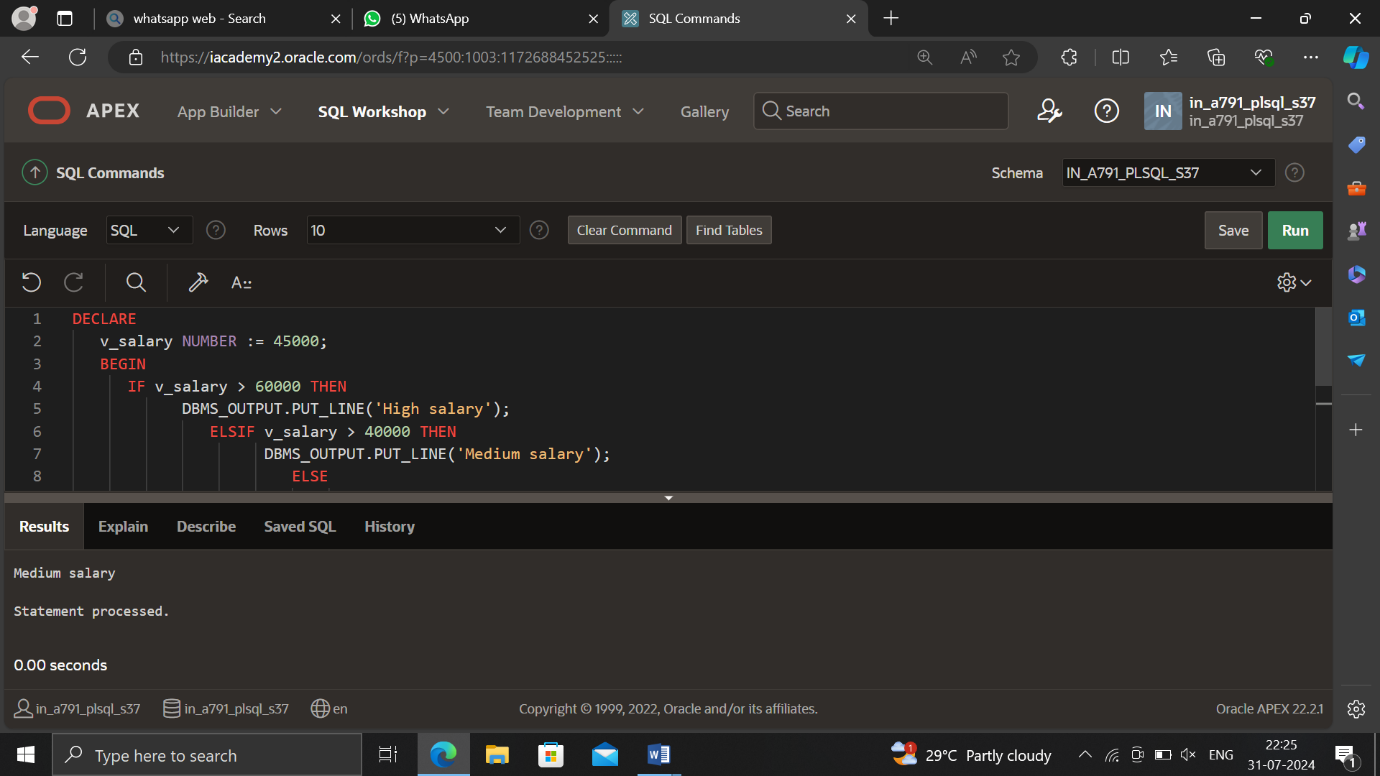 whatsapp web - Search
(5) WhatsApp
SQL Commands
https://iacademy2.oracle.com/ords/f?p=4500:1003:1172688452525:::::
APEX
App Builder
SQL Workshop
Team Development
Gallery
Search
IN
in_a791_plsql_s37
in_a791_plsql_s37
SQL Commands
Schema
IN_A791_PLSQL_S37
Language
SQL
Rows
10
Clear Command
Find Tables
Save
Run
A::
1 DECLARE
2 v_salary NUMBER := 45000;
3 BEGIN
4 IF v_salary > 60000 THEN
5 DBMS_OUTPUT.PUT_LINE('High salary');
6 ELSIF v_salary > 40000 THEN
7 DBMS_OUTPUT.PUT_LINE('Medium salary');
8 ELSE
Results
Explain
Describe
Saved SQL
History
Medium salary
Statement processed.
0.00 seconds
in_a791_plsql_s37
in_a791_plsql_s37
en
Copyright © 1999, 2022, Oracle and/or its affiliates.
Oracle APEX 22.2.1
Type here to search
1
29°C Partly cloudy
ENG
22:25
31-07-2024
1